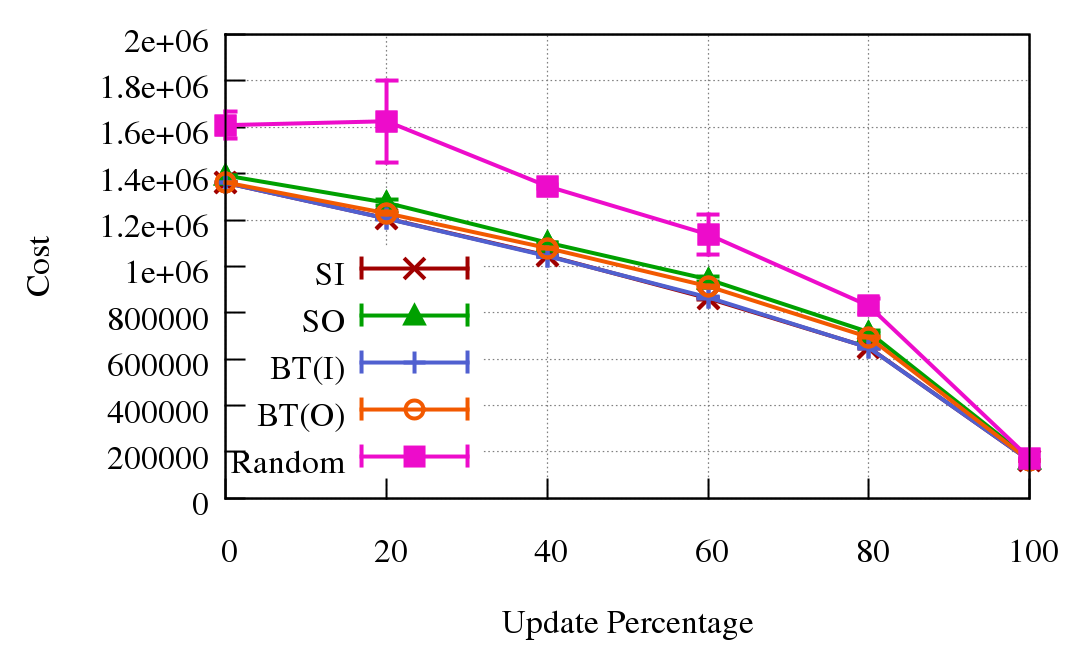 2e+06
1.8e+06
1.6e+06
1.4e+06
1.2e+06
1e+06
800000
600000
400000
200000
0
Cost
SI
SO
BT(I)
BT(O)
Random
0 20 40 60 80 100
Update Percentage